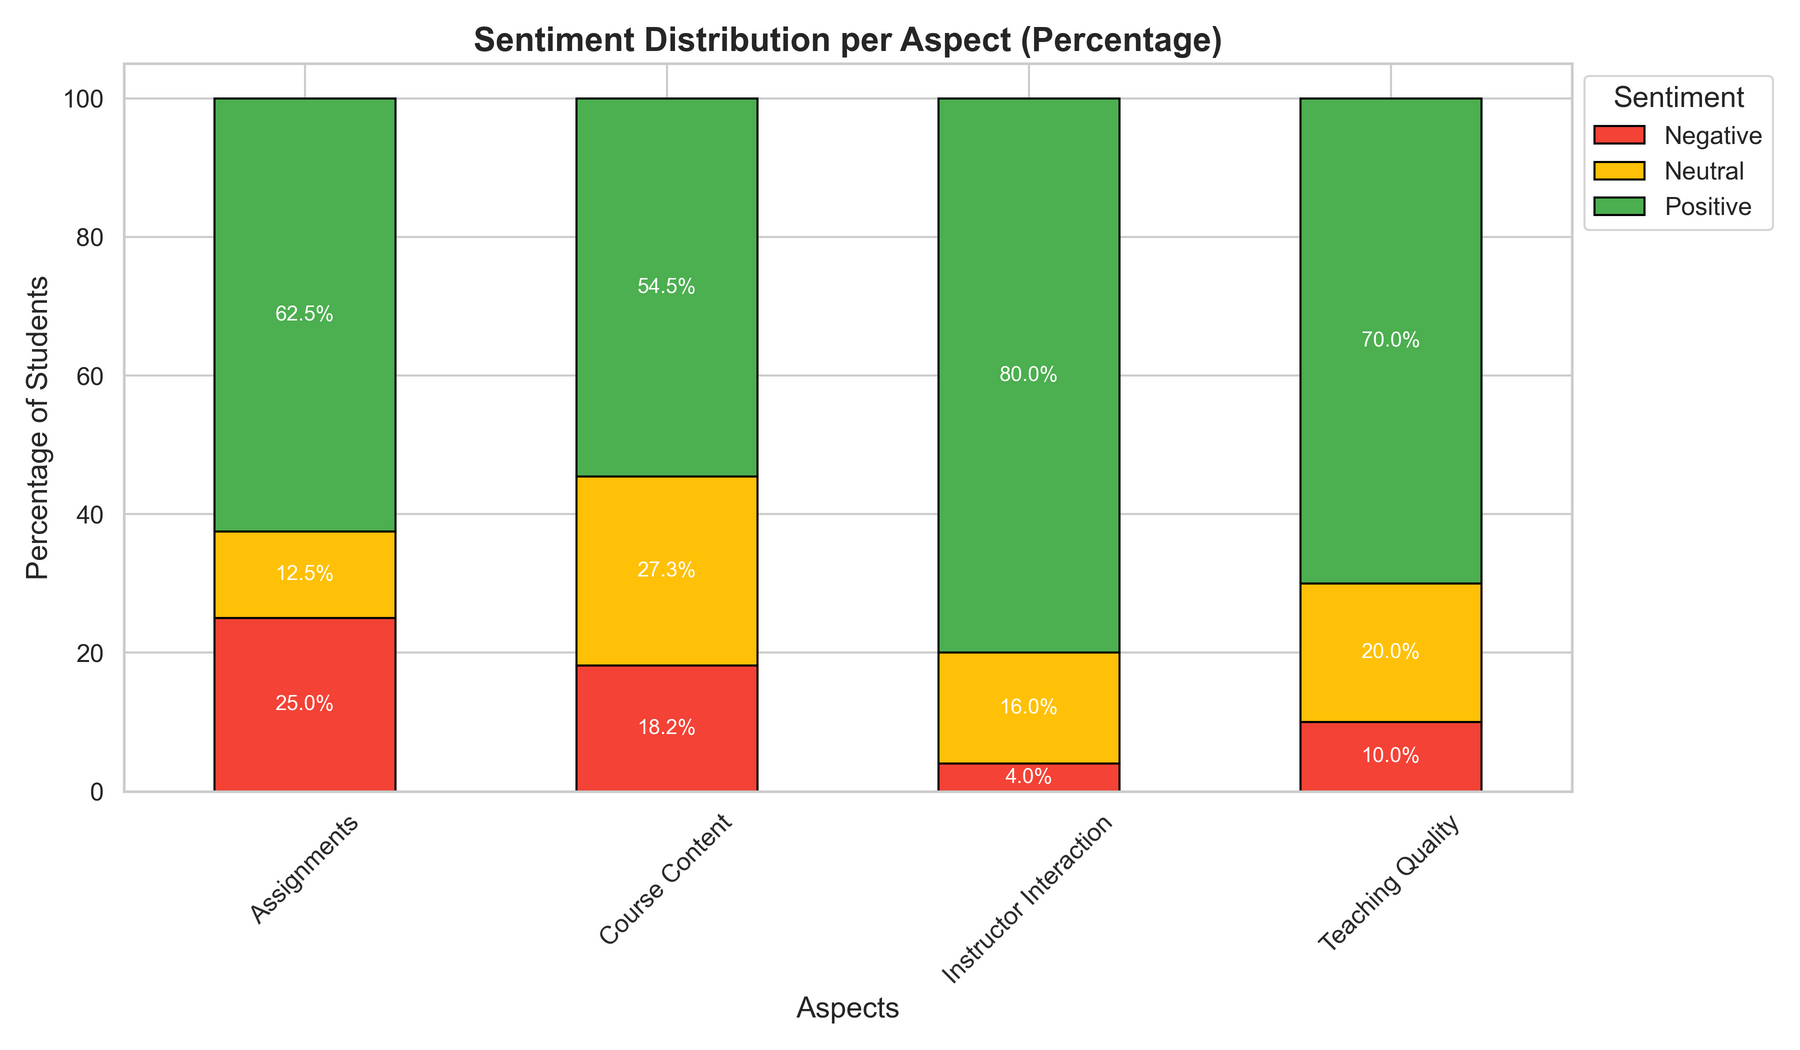 Sentiment Distribution per Aspect (Percentage)
Sentiment
Negative
Neutral
Positive
Percentage of Students
100
80
60
40
20
0
62.5%
12.5%
25.0%
54.5%
27.3%
18.2%
80.0%
16.0%
4.0%
70.0%
20.0%
10.0%
Assignments
Course Content
Instructor Interaction
Teaching Quality
Aspects